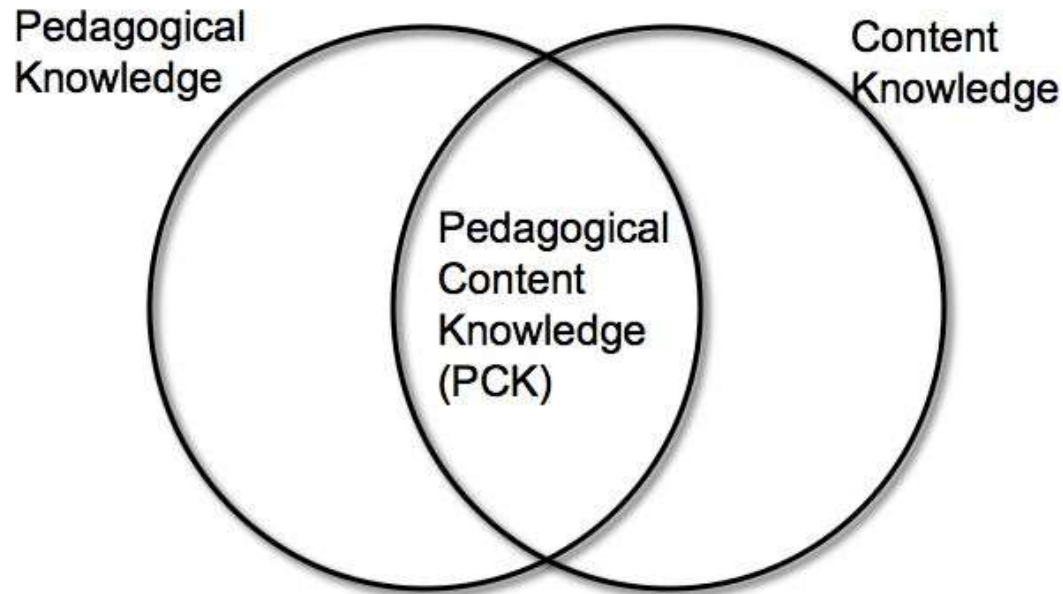 Pedagogical
Knowledge
Content
Knowledge
Pedagogical
Content
Knowledge
(PCK)